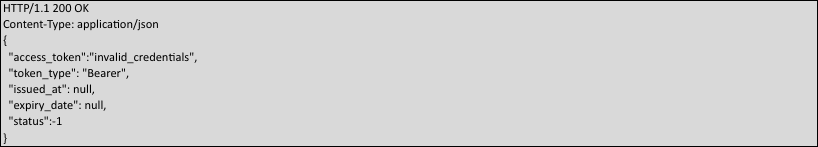 HTTP/1.1 200 OK
Content-Type: application/json
{
"access_token":"invalid_credentials",
"token_type": "Bearer",
"issued_at": null,
"expiry_date": null,
"status":-1
}